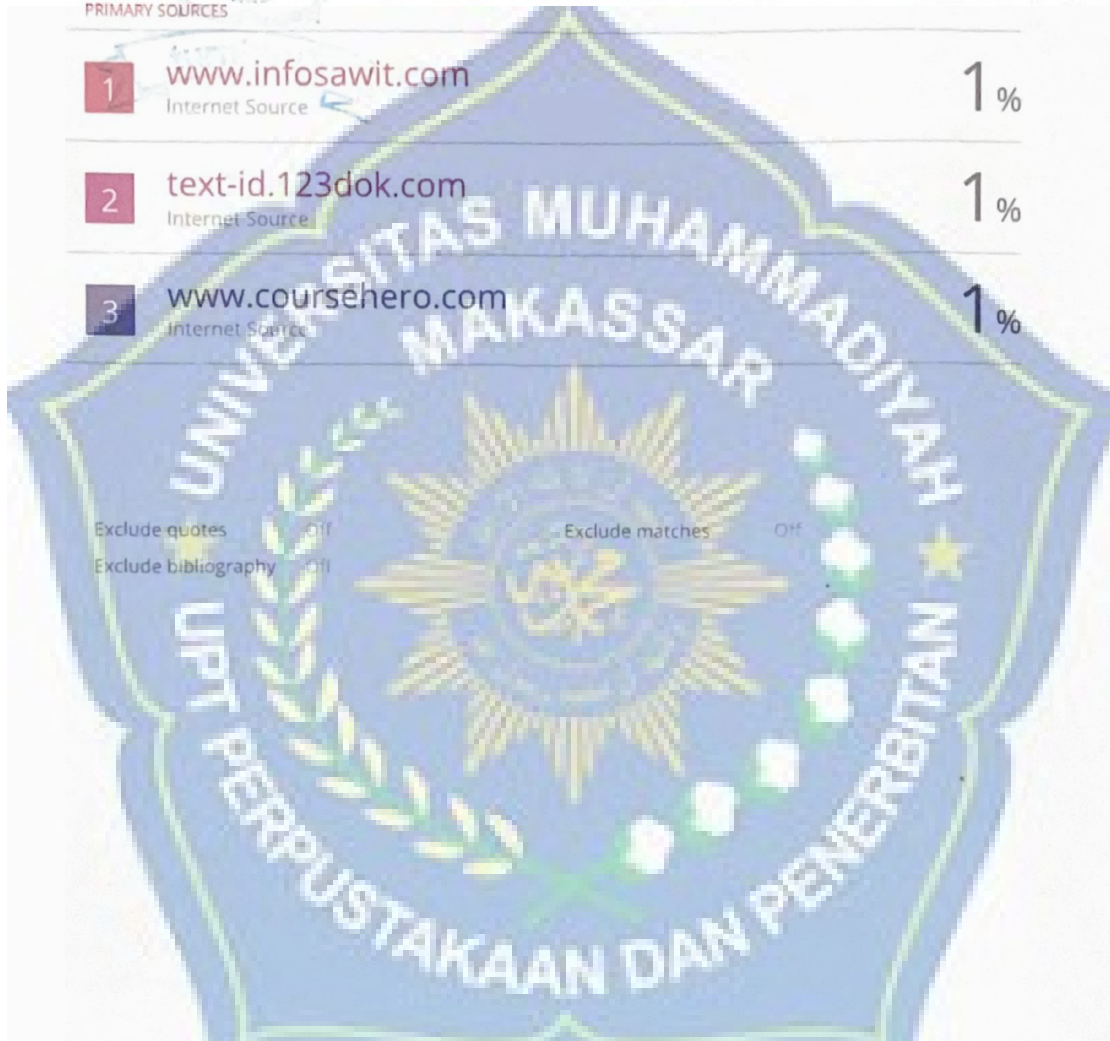 PRIMARY SOURCES
1 www.infosawit.com 1%
Internet Source
2 text-id.123dok.com 1%
Internet Source
3 www.coursehero.com 1%
Internet Source
UNIVERSITAS MUHAMMADIYAH
MAKASSAR
Exclude quotes Off Exclude matches Off
Exclude bibliography Off
UPT PERPUSTAKAAN DAN PENERBITAN